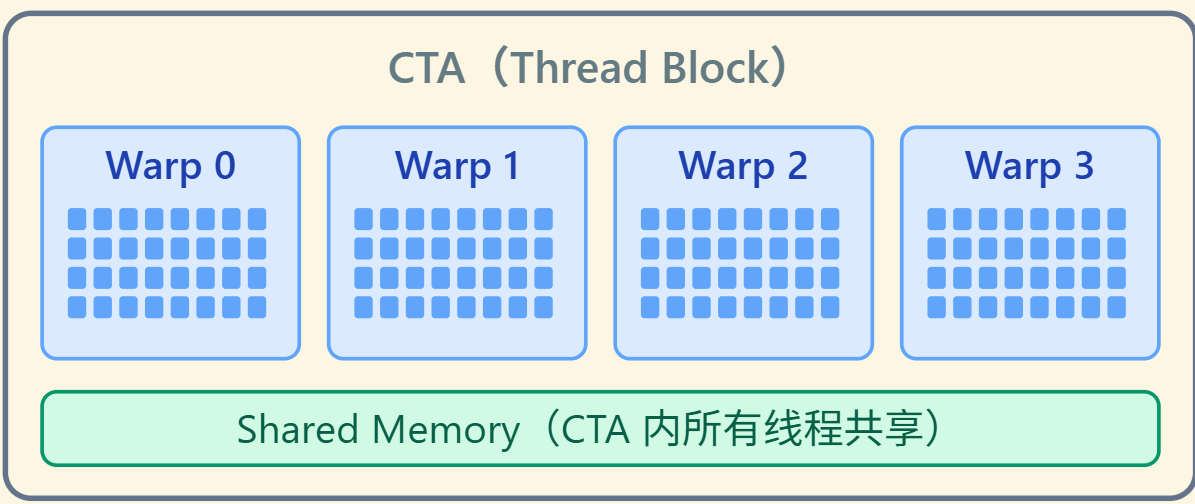 CTA（Thread Block）
Warp 0
Warp 1
Warp 2
Warp 3
Shared Memory（CTA 内所有线程共享）